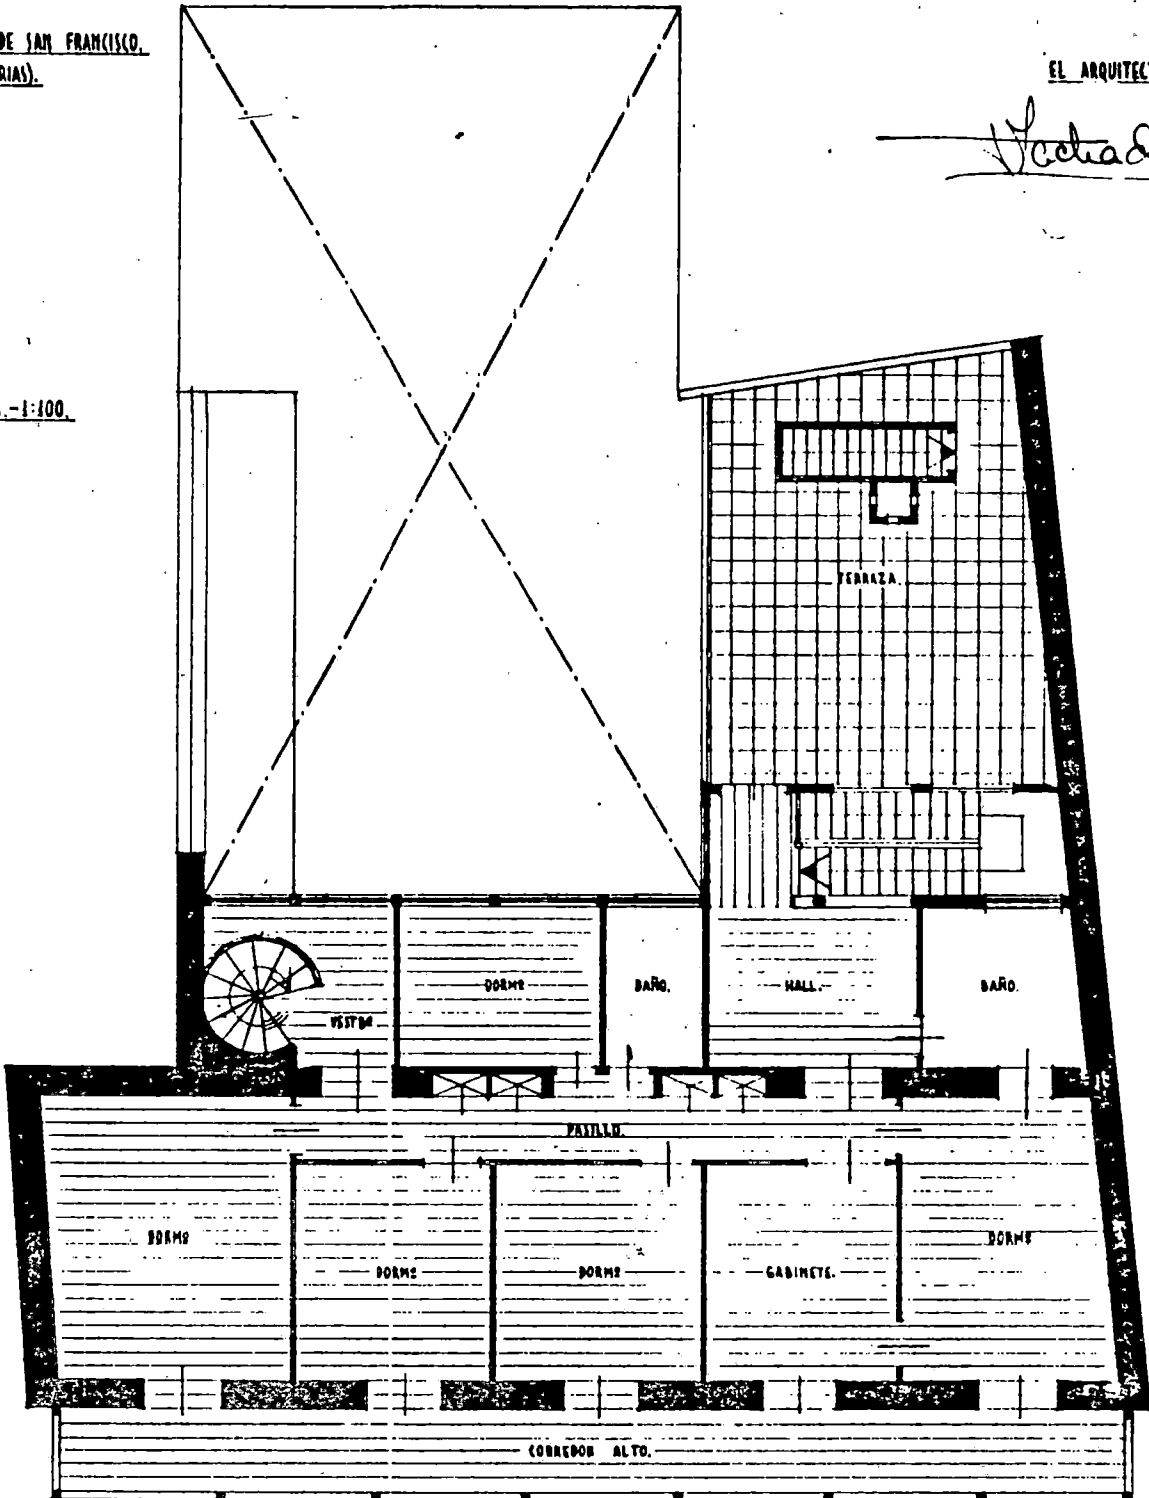 DE SAN FRANCISCO,
RIAS).
EL ARQUITEC
.-1:100.
TERRAZA.
DORMº
BAÑO.
HALL.
BAÑO.
VESTBº
PASILLO.
DORMº
DORMº
DORMº
DORMº
GABINETE.
CORREDOR ALTO.